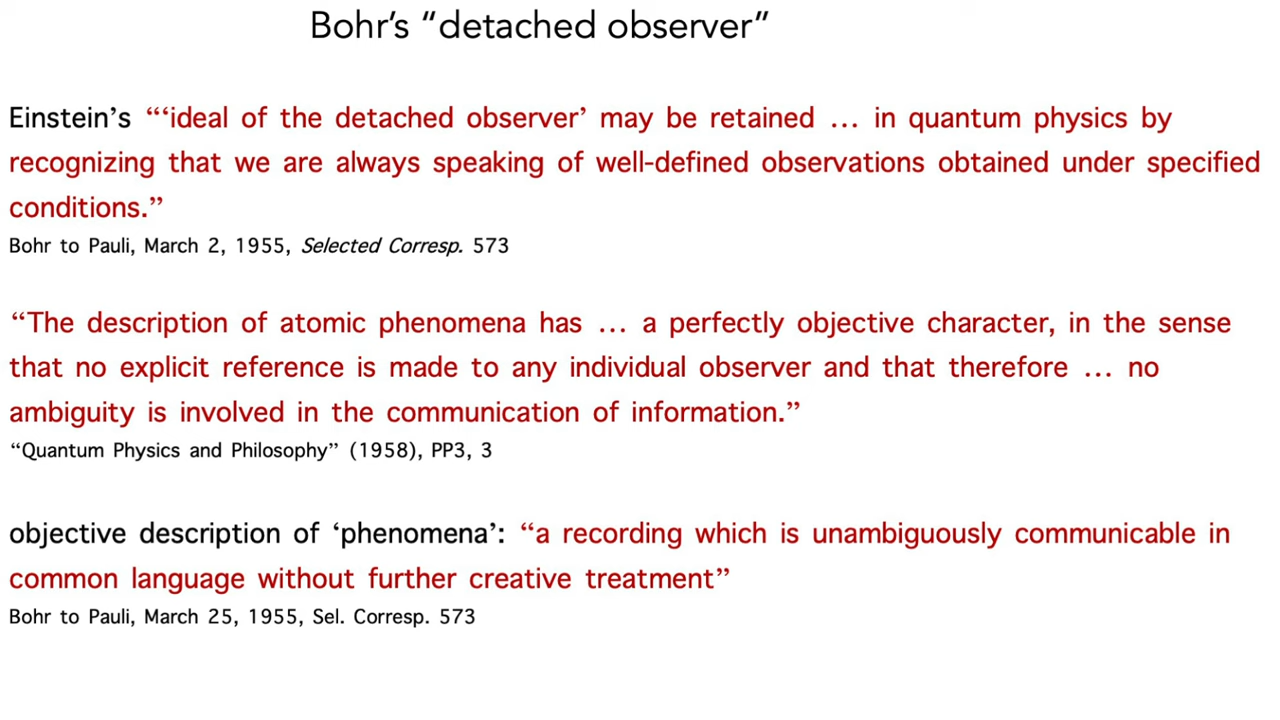 Bohr’s “detached observer”
Einstein’s “‘ideal of the detached observer’ may be retained … in quantum physics by
recognizing that we are always speaking of well-defined observations obtained under specified
conditions.”
Bohr to Pauli, March 2, 1955, Selected Corresp. 573
“The description of atomic phenomena has … a perfectly objective character, in the sense
that no explicit reference is made to any individual observer and that therefore … no
ambiguity is involved in the communication of information.”
“Quantum Physics and Philosophy” (1958), PP3, 3
objective description of ‘phenomena’: “a recording which is unambiguously communicable in
common language without further creative treatment”
Bohr to Pauli, March 25, 1955, Sel. Corresp. 573